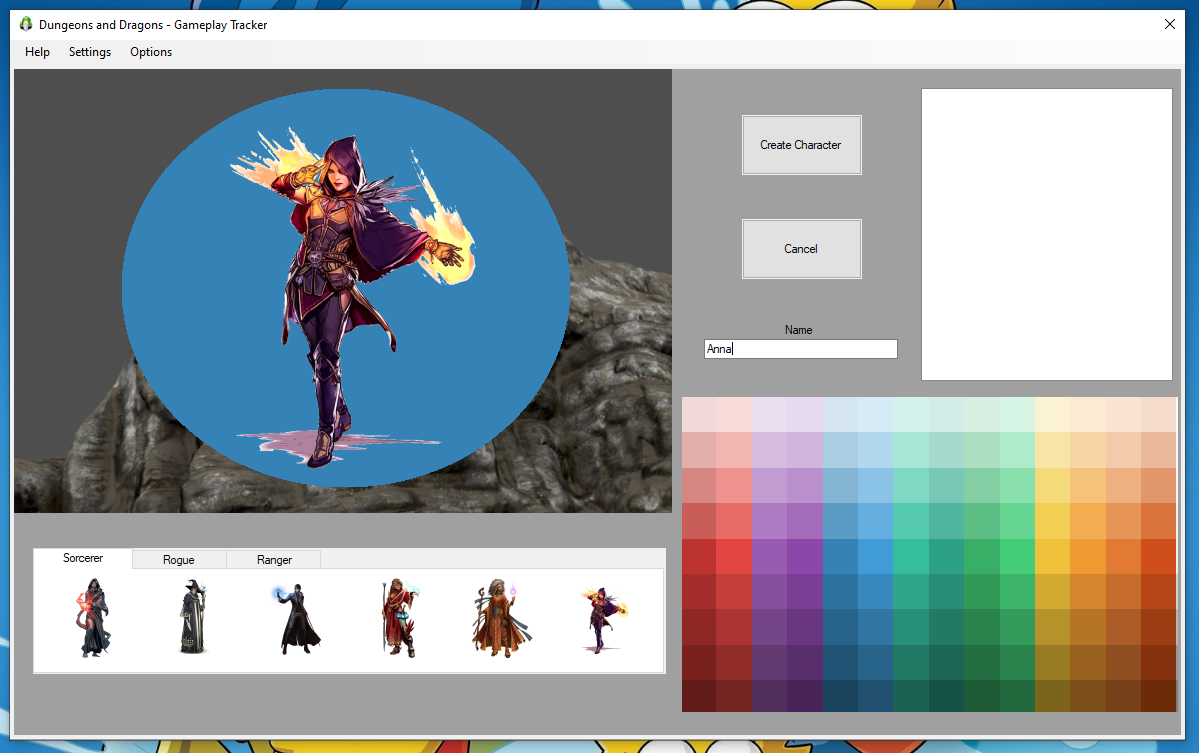 Dungeons and Dragons - Gameplay Tracker
Help Settings Options
Create Character
Cancel
Name
Anna
Sorcerer Rogue Ranger